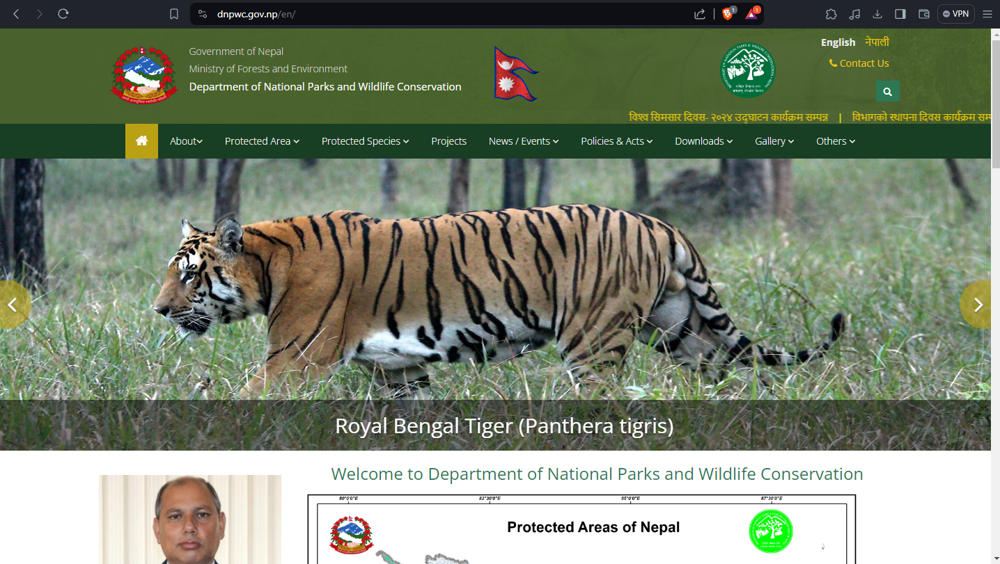 dnpwc.gov.np/en/
1
1
VPN
Government of Nepal
Ministry of Forests and Environment
Department of National Parks and Wildlife Conservation
English नेपाली
Contact Us
विश्व सिमसार दिवस- २०२४ उद्घाटन कार्यक्रम सम्पन्न | विभागको स्थापना दिवस कार्यक्रम सम्प
About Protected Area Protected Species Projects News / Events Policies & Acts Downloads Gallery Others
Royal Bengal Tiger (Panthera tigris)
Welcome to Department of National Parks and Wildlife Conservation
80°0'0"E 82°30'0"E 85°0'0"E 87°30'0"E
Protected Areas of Nepal